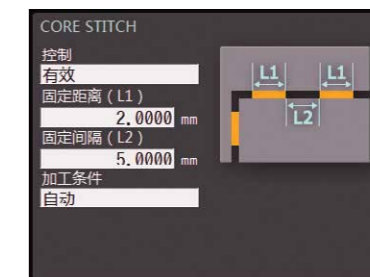 CORE STITCH
控制
有效
固定距离（L1）
2.0000 mm
固定间隔（L2）
5.0000 mm
加工条件
自动
L1 L1
L2